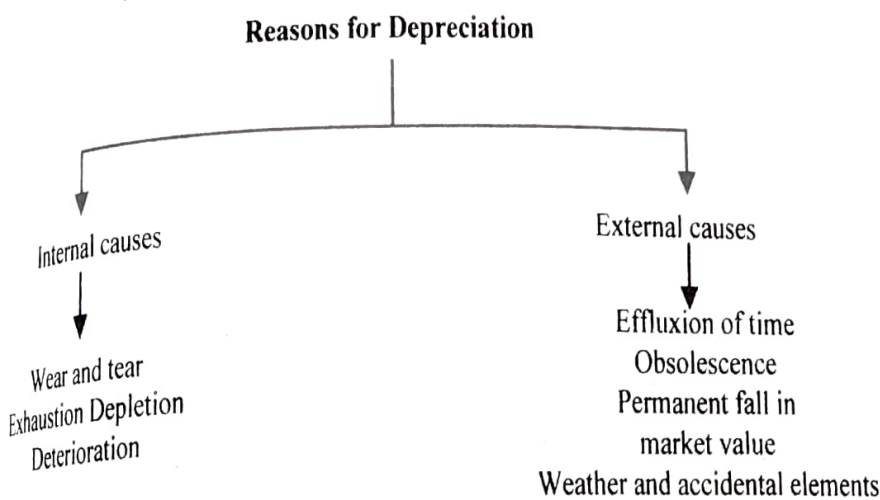 Reasons for Depreciation
Internal causes
Wear and tear
Exhaustion Depletion
Deterioration
External causes
Effluxion of time
Obsolescence
Permanent fall in
market value
Weather and accidental elements